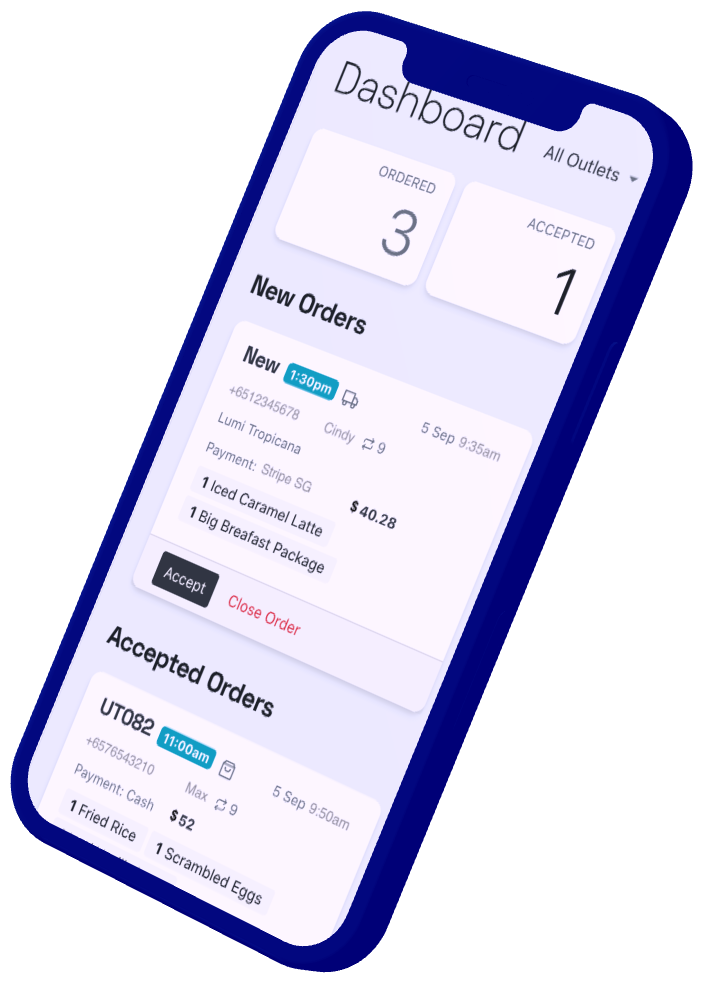 Dashboard
All Outlets
ORDERED
3
ACCEPTED
1
New Orders
New 1:30pm
5 Sep 9:35am
+6512345678
Cindy 9
Lumi Tropicana
Payment: Stripe SG
$40.28
1 Iced Caramel Latte
1 Big Breafast Package
Accept
Close Order
Accepted Orders
UT082 11:00am
5 Sep 9:50am
+6576543210
Max 9
Payment: Cash
$52
1 Fried Rice
1 Scrambled Eggs